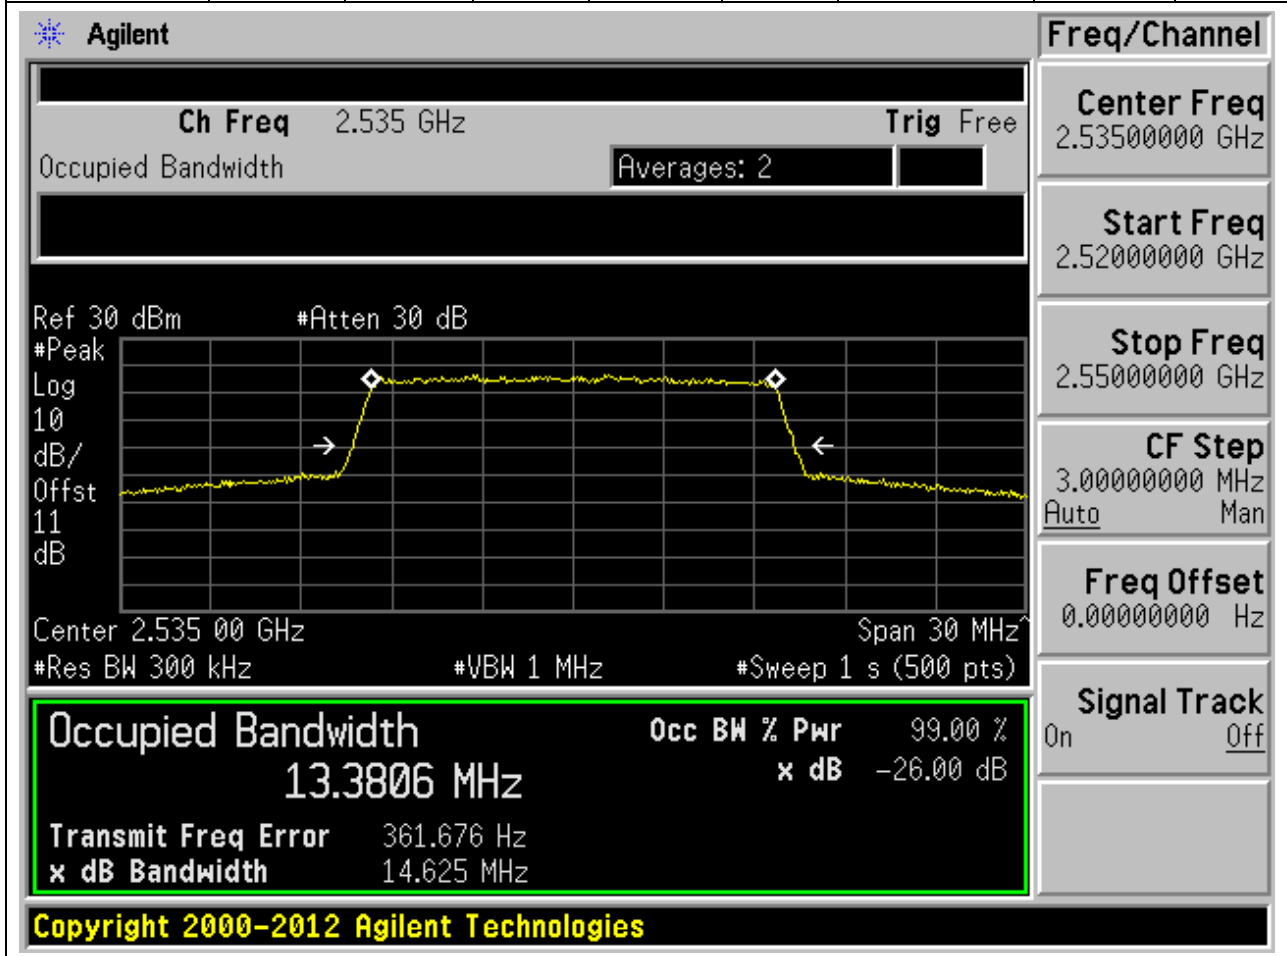 Agilent
Freq/Channel
Ch Freq 2.535 GHz Trig Free
Occupied Bandwidth Averages: 2
Center Freq
2.53500000 GHz
Start Freq
2.52000000 GHz
Stop Freq
2.55000000 GHz
CF Step
3.00000000 MHz
Auto Man
Freq Offset
0.00000000 Hz
Signal Track
On Off
Ref 30 dBm #Atten 30 dB
#Peak
Log
10
dB/
Offst
11
dB
Center 2.535 00 GHz Span 30 MHz^
#Res BW 300 kHz #VBW 1 MHz #Sweep 1 s (500 pts)
Occupied Bandwidth
13.3806 MHz
Occ BW % Pwr 99.00 %
x dB -26.00 dB
Transmit Freq Error 361.676 Hz
x dB Bandwidth 14.625 MHz
Copyright 2000-2012 Agilent Technologies